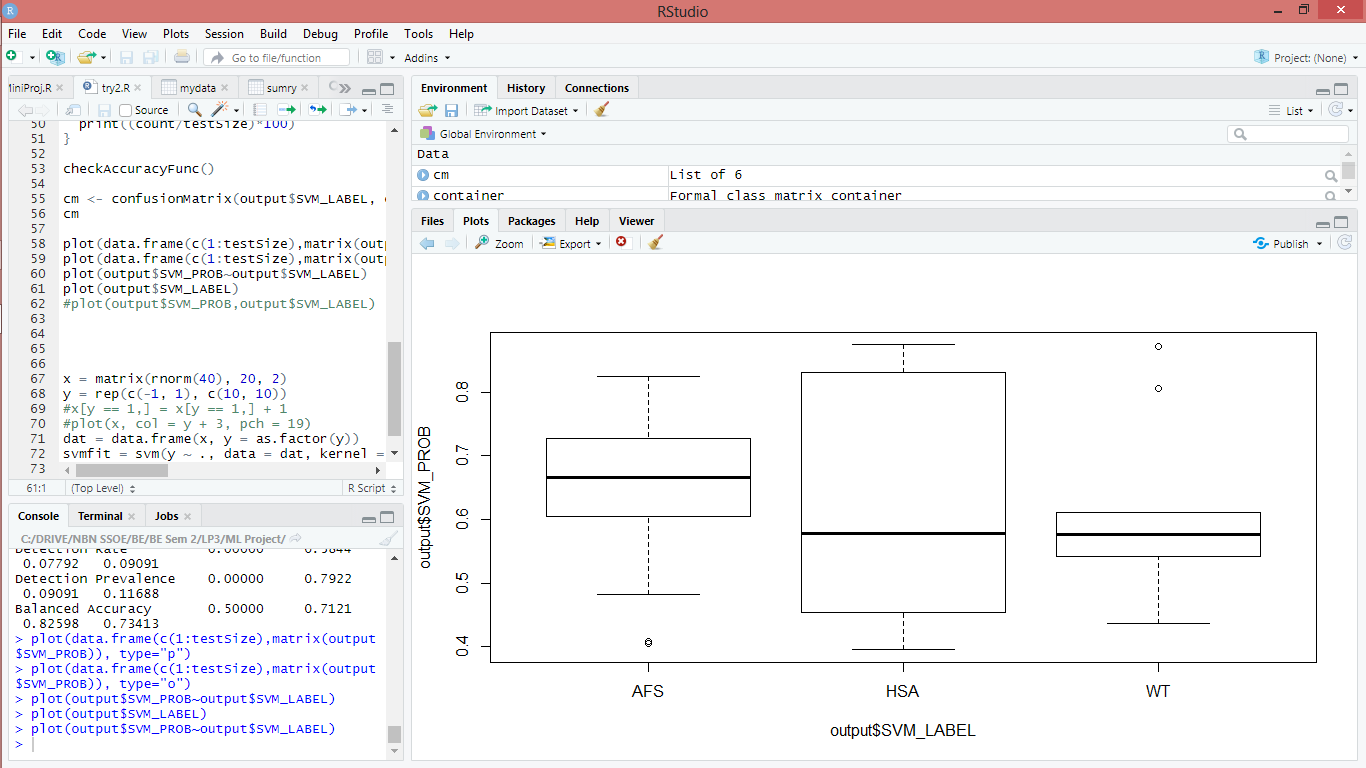 RStudio
File Edit Code View Plots Session Build Debug Profile Tools Help
Go to file/function Addins Project: (None)
MiniProj.R try2.R mydata sumry
Source
50 print((count/testSize)*100)
51 }
52
53 checkAccuracyFunc()
54
55 cm <- confusionMatrix(output$SVM_LABEL,
56 cm
57
58 plot(data.frame(c(1:testSize),matrix(out
59 plot(data.frame(c(1:testSize),matrix(out
60 plot(output$SVM_PROB~output$SVM_LABEL)
61 plot(output$SVM_LABEL)
62 #plot(output$SVM_PROB,output$SVM_LABEL)
63
64
65
66
67 x = matrix(rnorm(40), 20, 2)
68 y = rep(c(-1, 1), c(10, 10))
69 #x[y == 1,] = x[y == 1,] + 1
70 #plot(x, col = y + 3, pch = 19)
71 dat = data.frame(x, y = as.factor(y))
72 svmfit = svm(y ~ ., data = dat, kernel =
73
61:1 (Top Level) R Script
Console Terminal Jobs
C:/DRIVE/NBN SSOE/BE/BE Sem 2/LP3/ML Project/
Detection Rate 0.00000 0.5844
0.07792 0.09091
Detection Prevalence 0.00000 0.7922
0.09091 0.11688
Balanced Accuracy 0.50000 0.7121
0.82598 0.73413
> plot(data.frame(c(1:testSize),matrix(output
$SVM_PROB)), type="p")
> plot(data.frame(c(1:testSize),matrix(output
$SVM_PROB)), type="o")
> plot(output$SVM_PROB~output$SVM_LABEL)
> plot(output$SVM_LABEL)
> plot(output$SVM_PROB~output$SVM_LABEL)
>
Environment History Connections
Import Dataset List
Global Environment
Data
cm List of 6
container Formal class matrix_container
Files Plots Packages Help Viewer
Zoom Export Publish
output$SVM_PROB
0.8
0.7
0.6
0.5
0.4
AFS HSA WT
output$SVM_LABEL